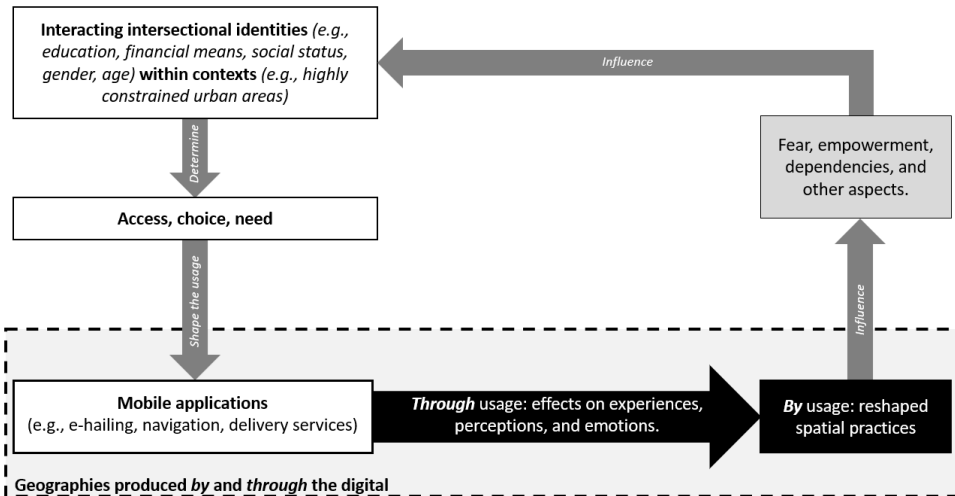 Interacting intersectional identities (e.g.,
education, financial means, social status,
gender, age) within contexts (e.g., highly
constrained urban areas)
Influence
Fear, empowerment,
dependencies, and
other aspects.
Determine
Access, choice, need
Shape the usage
Influence
Mobile applications
(e.g., e-hailing, navigation, delivery services)
Through usage: effects on experiences,
perceptions, and emotions.
By usage: reshaped
spatial practices
Geographies produced by and through the digital